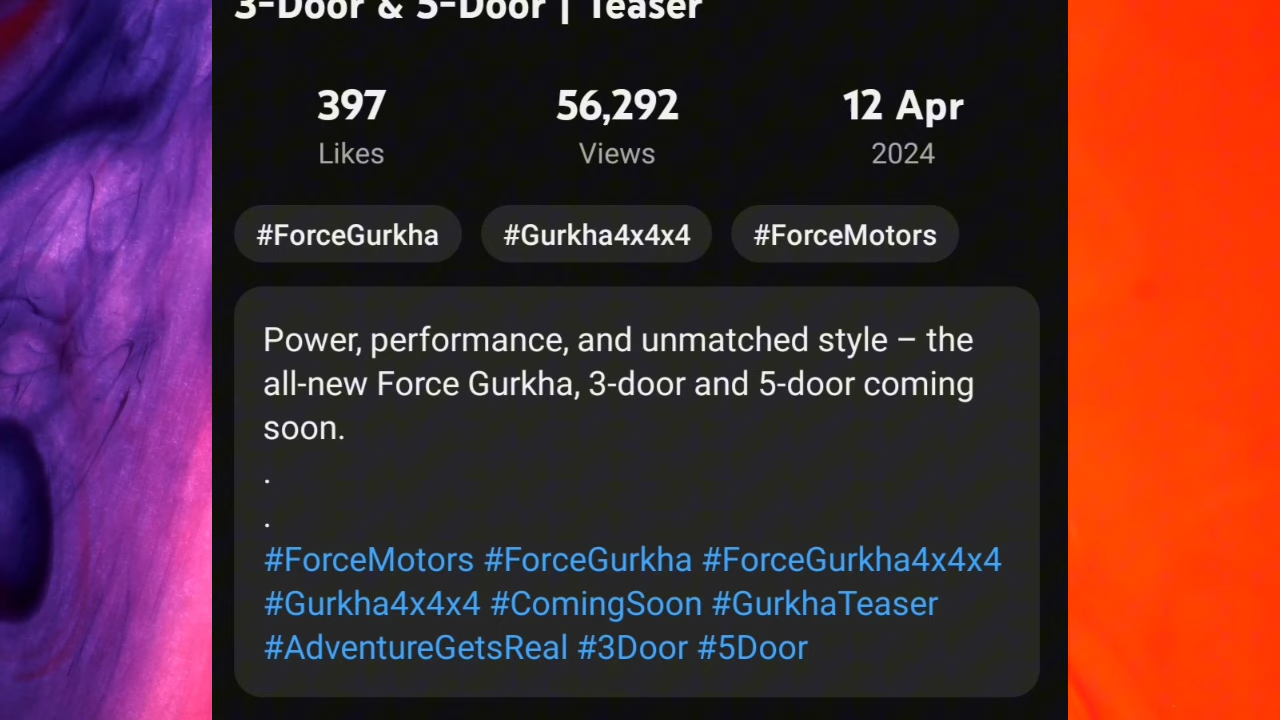 3-Door & 5-Door | Teaser
397 56,292 12 Apr
Likes Views 2024
#ForceGurkha #Gurkha4x4x4 #ForceMotors
Power, performance, and unmatched style – the
all-new Force Gurkha, 3-door and 5-door coming
soon.
.
.
#ForceMotors #ForceGurkha #ForceGurkha4x4x4
#Gurkha4x4x4 #ComingSoon #GurkhaTeaser
#AdventureGetsReal #3Door #5Door